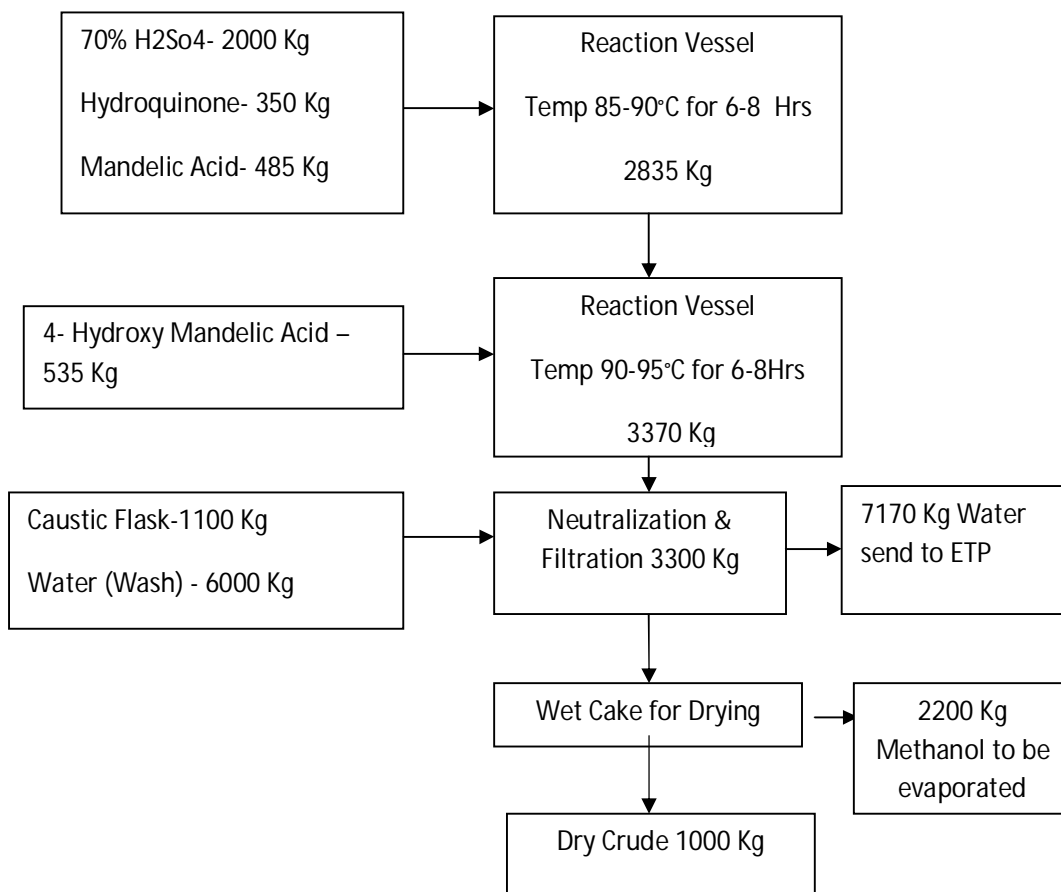 70% H2So4- 2000 Kg
Hydroquinone- 350 Kg
Mandelic Acid- 485 Kg
Reaction Vessel
Temp 85-90°C for 6-8 Hrs
2835 Kg
4- Hydroxy Mandelic Acid –
535 Kg
Reaction Vessel
Temp 90-95°C for 6-8Hrs
3370 Kg
Caustic Flask-1100 Kg
Water (Wash) - 6000 Kg
Neutralization &
Filtration 3300 Kg
7170 Kg Water
send to ETP
Wet Cake for Drying
2200 Kg
Methanol to be
evaporated
Dry Crude 1000 Kg